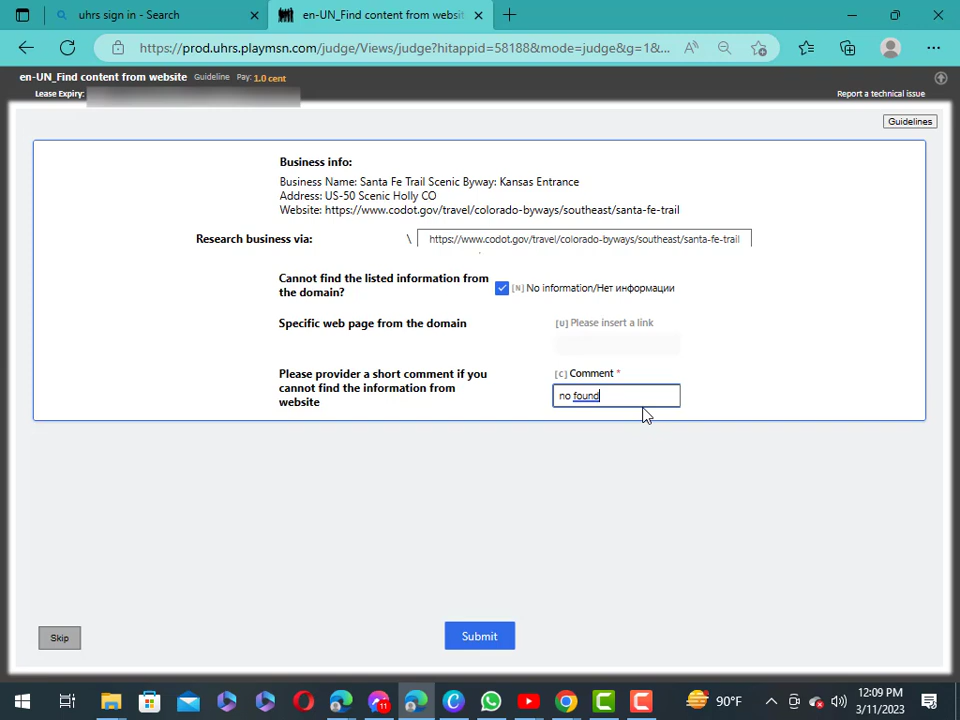 uhrs sign in - Search
en-UN_Find content from websit
https://prod.uhrs.playmsn.com/judge/Views/judge?hitappid=58188&mode=judge&g=1&...
en-UN_Find content from website Guideline Pay: 1.0 cent
Lease Expiry:
Report a technical issue
Guidelines
Business info:
Business Name: Santa Fe Trail Scenic Byway: Kansas Entrance
Address: US-50 Scenic Holly CO
Website: https://www.codot.gov/travel/colorado-byways/southeast/santa-fe-trail
Research business via: \ https://www.codot.gov/travel/colorado-byways/southeast/santa-fe-trail
Cannot find the listed information from
the domain?
[N] No information/Нет информации
Specific web page from the domain
[U] Please insert a link
Please provider a short comment if you
cannot find the information from
website
[C] Comment *
no found
Skip
Submit
11
90°F
12:09 PM
3/11/2023